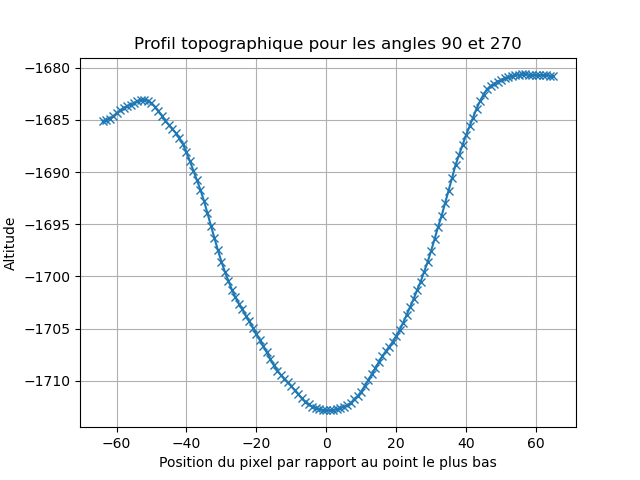 Profil topographique pour les angles 90 et 270
−1680
−1685
−1690
−1695
−1700
−1705
−1710
Altitude
−60 −40 −20 0 20 40 60
Position du pixel par rapport au point le plus bas